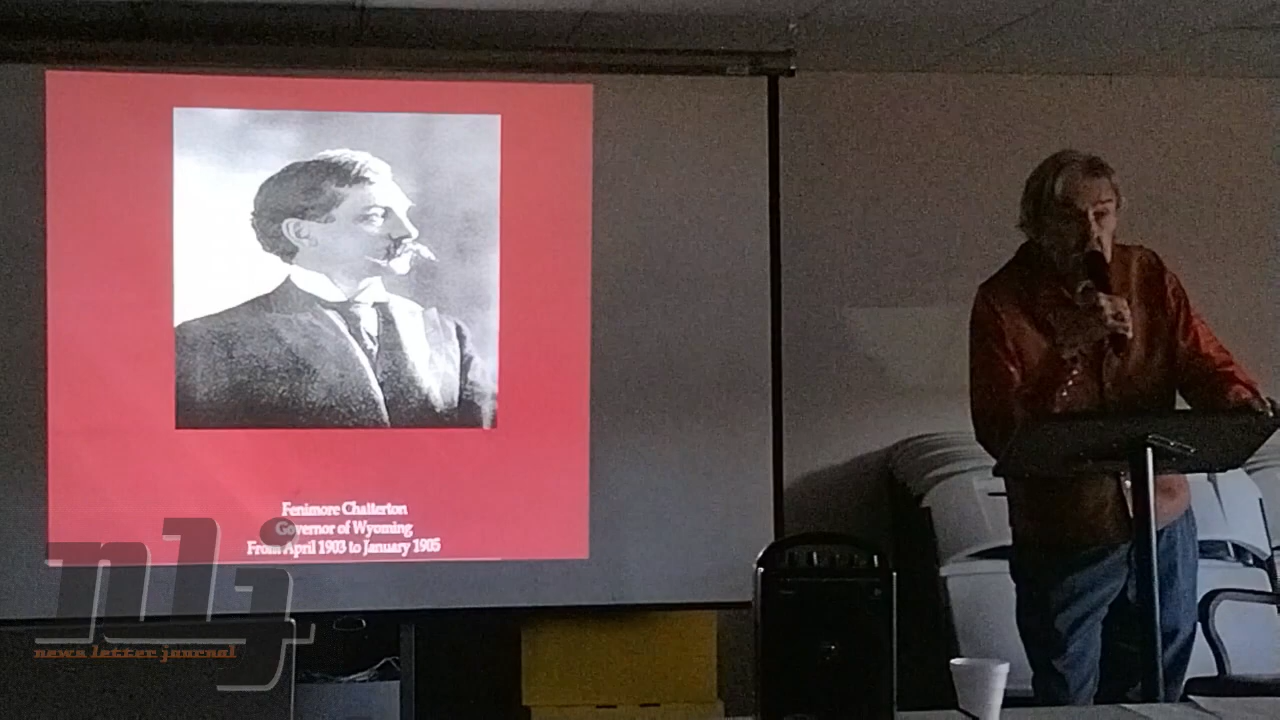 Fenimore Chatterton
Governor of Wyoming
From April 1903 to January 1905
nlj
news letter journal